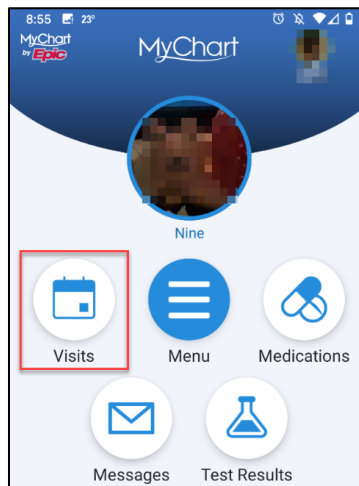 8:55 23°
MyChart
by Epic
MyChart
Nine
Visits
Menu
Medications
Messages
Test Results